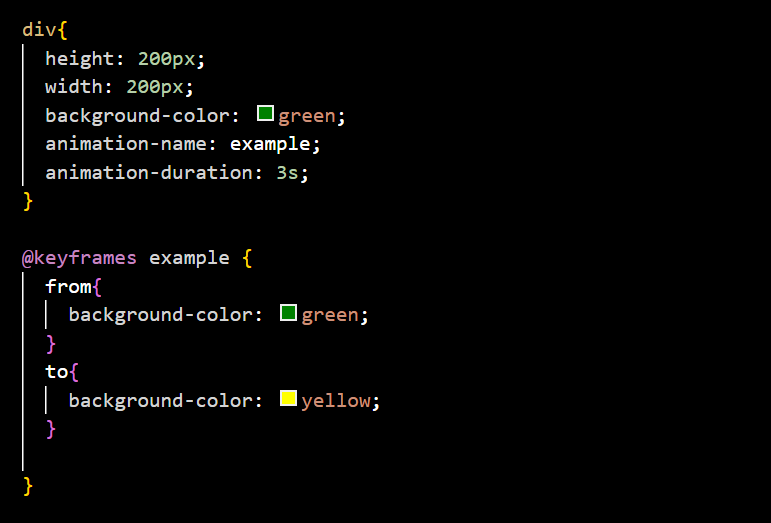 div{
height: 200px;
width: 200px;
background-color: green;
animation-name: example;
animation-duration: 3s;
}
@keyframes example {
from{
background-color: green;
}
to{
background-color: yellow;
}
}